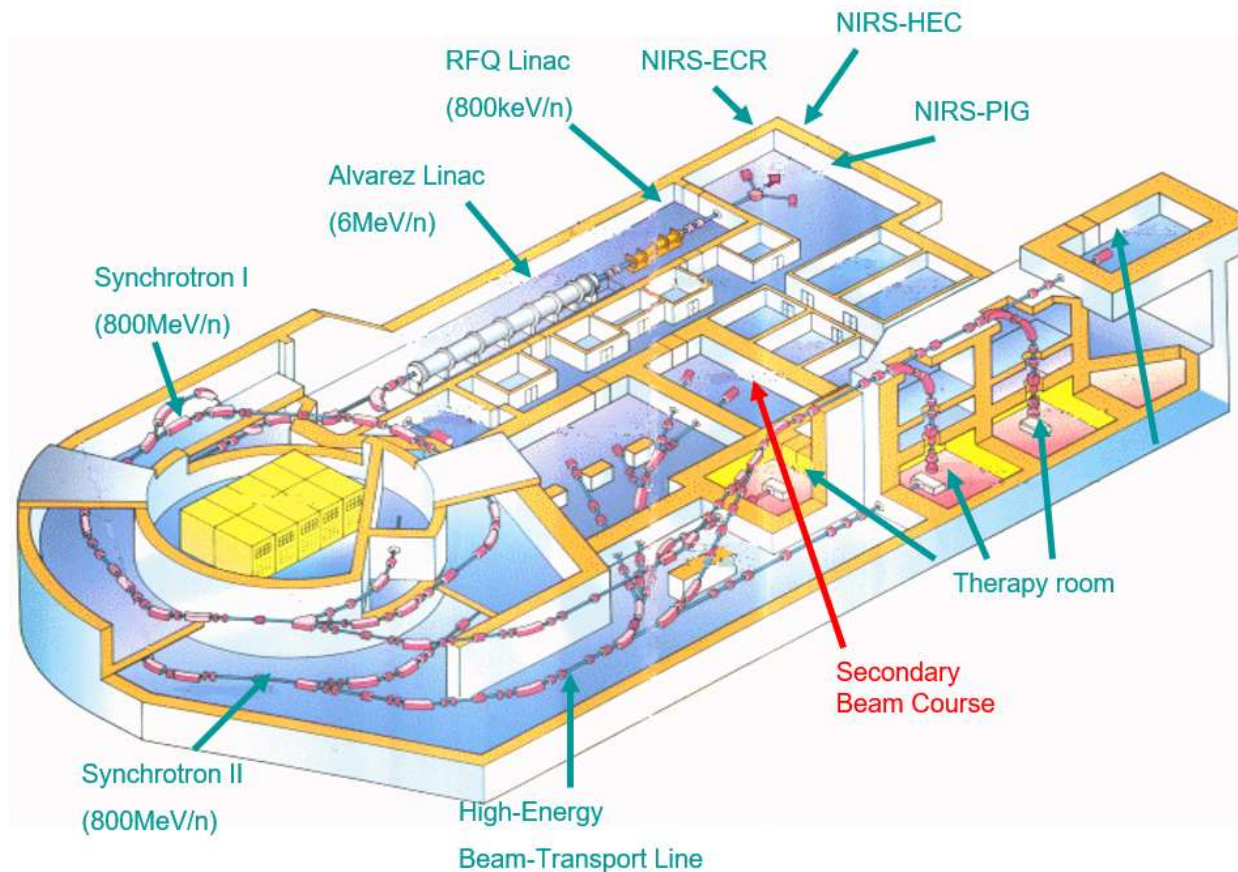 NIRS-HEC
RFQ Linac
(800keV/n)
NIRS-ECR
NIRS-PIG
Alvarez Linac
(6MeV/n)
Synchrotron I
(800MeV/n)
Therapy room
Secondary
Beam Course
Synchrotron II
(800MeV/n)
High-Energy
Beam-Transport Line